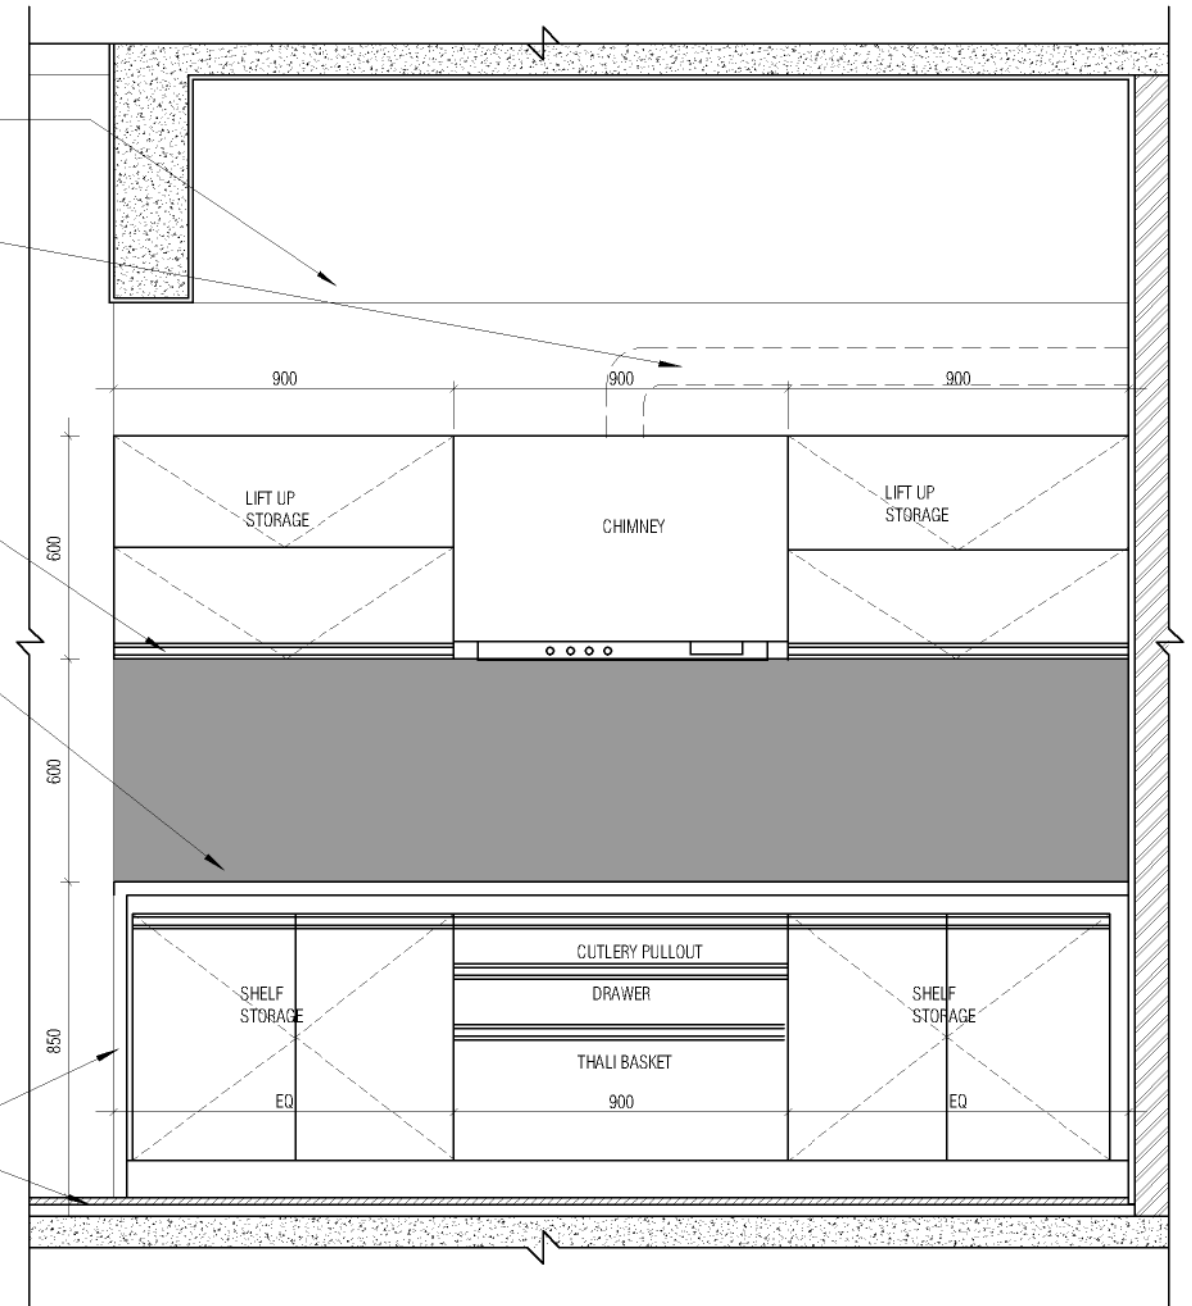 900
900
900
LIFT UP
STORAGE
CHIMNEY
LIFT UP
STORAGE
600
600
CUTLERY PULLOUT
DRAWER
THALI BASKET
SHELF
STORAGE
SHELF
STORAGE
850
EQ
900
EQ